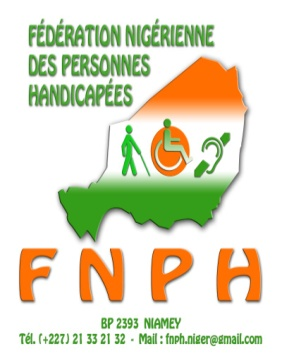 FÉDÉRATION NIGÉRIENNE
DES PERSONNES
HANDICAPÉES
F N P H
BP 2393 NIAMEY
Tél. (+227) 21 33 21 32 - Mail : fnph.niger@gmail.com